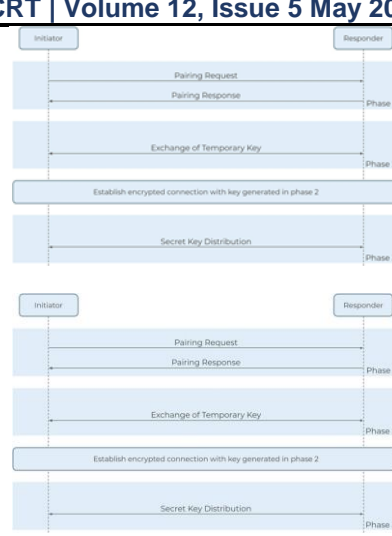 CRT | Volume 12, Issue 5 May 20
Initiator Responder
Pairing Request
Pairing Response
Phase
Exchange of Temporary Key
Phase
Establish encrypted connection with key generated in phase 2
Secret Key Distribution
Phase
Initiator Responder
Pairing Request
Pairing Response
Phase
Exchange of Temporary Key
Phase
Establish encrypted connection with key generated in phase 2
Secret Key Distribution
Phase